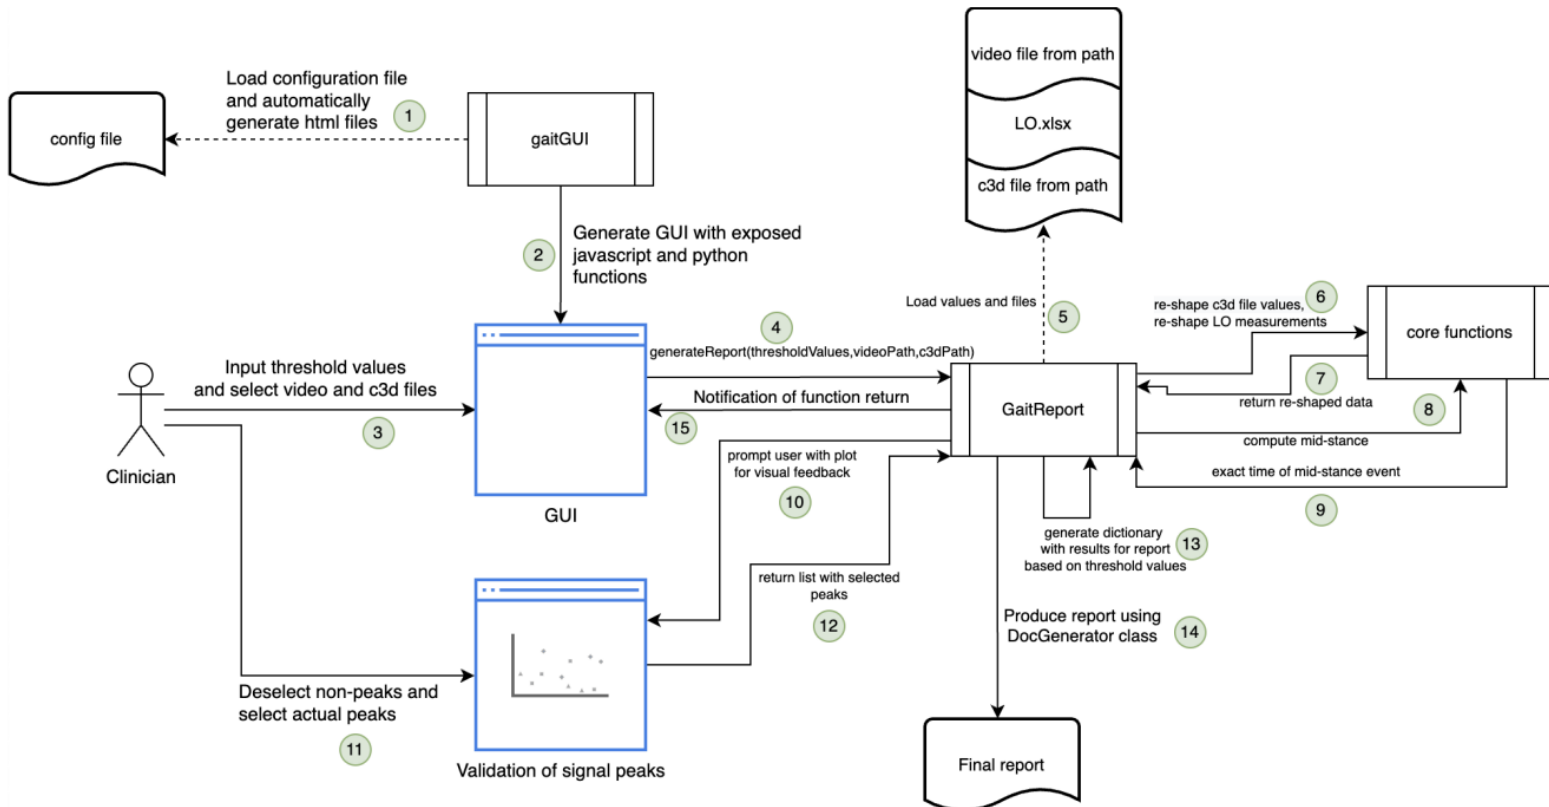 video file from path
LO.xlsx
c3d file from path
Load configuration file
and automatically
generate html files
1
config file
gaitGUI
2
Generate GUI with exposed
javascript and python
functions
Load values and files
5
re-shape c3d file values,
re-shape LO measurements
6
core functions
4
generateReport(thresholdValues,videoPath,c3dPath)
Input threshold values
and select video and c3d files
3
Clinician
GUI
Notification of function return
15
GaitReport
7
return re-shaped data
8
compute mid-stance
exact time of mid-stance event
9
prompt user with plot
for visual feedback
10
generate dictionary
with results for report
based on threshold values
13
return list with selected
peaks
12
Produce report using
DocGenerator class
14
Deselect non-peaks and
select actual peaks
11
Validation of signal peaks
Final report